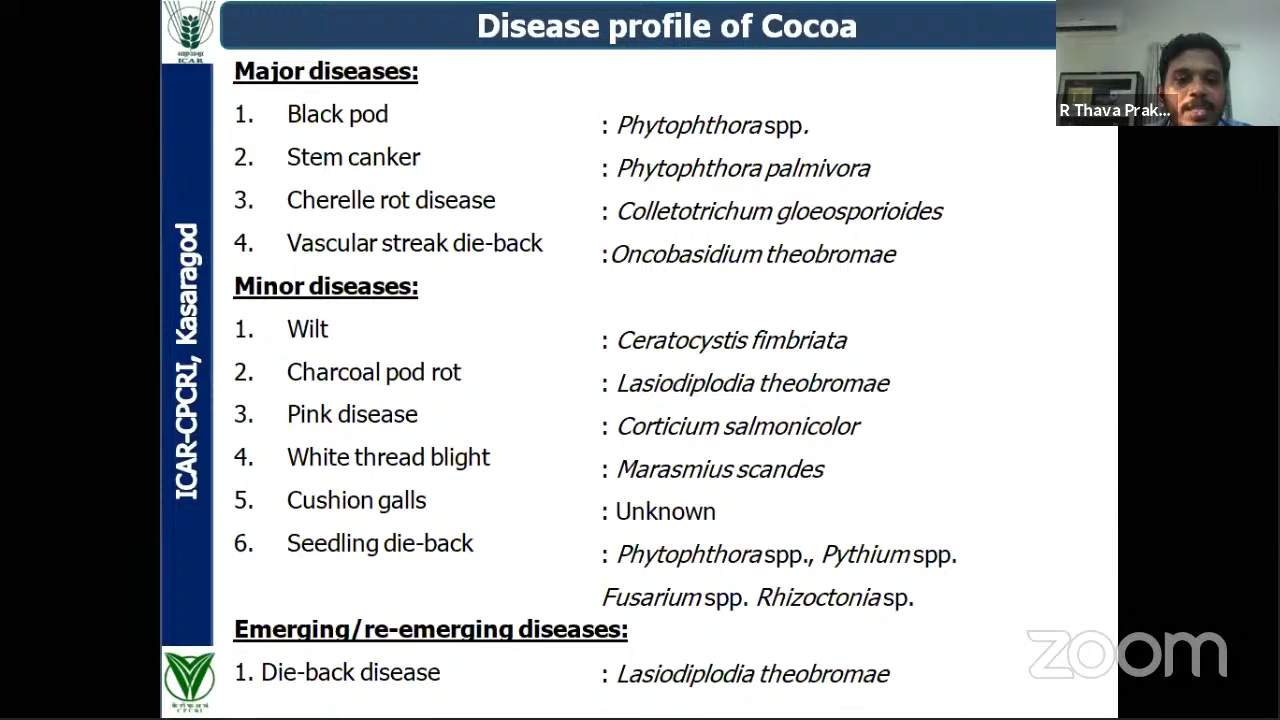 Disease profile of Cocoa
ICAR
R Thava Prak...
Major diseases:
1. Black pod : Phytophthora spp.
2. Stem canker : Phytophthora palmivora
3. Cherelle rot disease : Colletotrichum gloeosporioides
4. Vascular streak die-back :Oncobasidium theobromae
Minor diseases:
1. Wilt : Ceratocystis fimbriata
2. Charcoal pod rot : Lasiodiplodia theobromae
3. Pink disease : Corticium salmonicolor
4. White thread blight : Marasmius scandes
5. Cushion galls : Unknown
6. Seedling die-back : Phytophthora spp., Pythium spp.
Fusarium spp. Rhizoctonia sp.
Emerging/re-emerging diseases:
1. Die-back disease : Lasiodiplodia theobromae
ICAR-CPCRI, Kasaragod
CPCRI
zoom